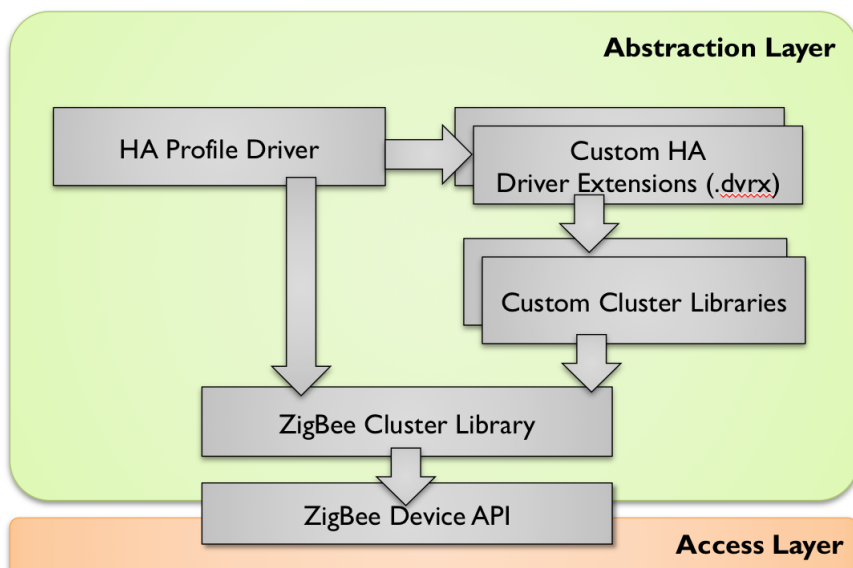 Abstraction Layer
HA Profile Driver
Custom HA
Driver Extensions (.dvrx)
Custom Cluster Libraries
ZigBee Cluster Library
ZigBee Device API
Access Layer